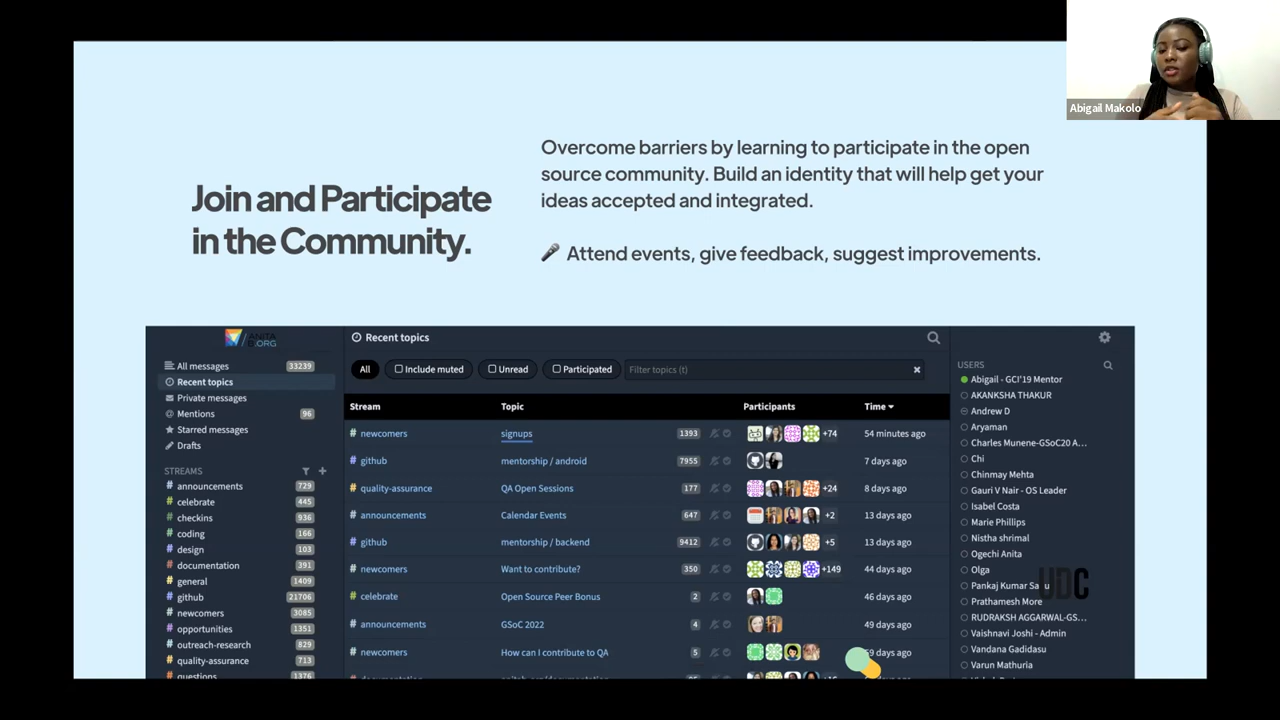 Abigail Makolo
Join and Participate
in the Community.
Overcome barriers by learning to participate in the open
source community. Build an identity that will help get your
ideas accepted and integrated.
🎤 Attend events, give feedback, suggest improvements.
ANITA
B.ORG
All messages 33239
Recent topics
Private messages
Mentions 96
Starred messages
Drafts
STREAMS
# announcements 729
# celebrate 445
# checkins 936
# coding 166
# design 103
# documentation 391
# general 1409
# github 21706
# newcomers 3085
# opportunities 1351
# outreach-research 829
# quality-assurance 713
# questions 1376
Recent topics
All Include muted Unread Participated Filter topics (t)
Stream Topic Participants Time
# newcomers signups 1393 +74 54 minutes ago
# github mentorship / android 7955 7 days ago
# quality-assurance QA Open Sessions 177 +24 8 days ago
# announcements Calendar Events 647 +2 13 days ago
# github mentorship / backend 9412 +5 13 days ago
# newcomers Want to contribute? 350 +149 44 days ago
# celebrate Open Source Peer Bonus 2 46 days ago
# announcements GSoC 2022 4 49 days ago
# newcomers How can I contribute to QA 5 days ago
USERS
Abigail - GCI'19 Mentor
AKANKSHA THAKUR
Andrew D
Aryaman
Charles Munene-GSoC20 A...
Chi
Chinmay Mehta
Gauri V Nair - OS Leader
Isabel Costa
Marie Phillips
Nistha shrimal
Ogechi Anita
Olga
Pankaj Kumar
Prathamesh More
RUDRAKSH AGGARWAL-GS...
Vaishnavi Joshi - Admin
Vandana Gadidasu
Varun Mathuria
UDC